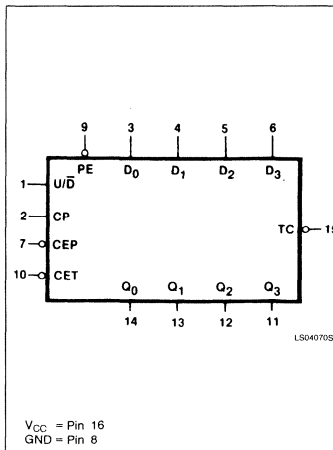 9 3 4 5 6
PE D0 D1 D2 D3
1 U/D̅
2 CP
TC 15
7 CEP
10 CET
Q0 Q1 Q2 Q3
14 13 12 11
LS04070S
VCC = Pin 16
GND = Pin 8